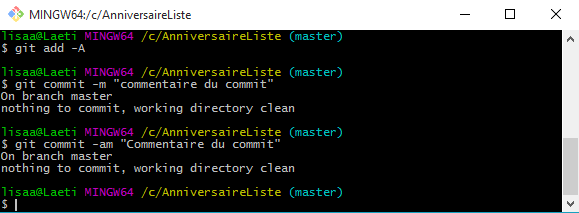 MINGW64:/c/AnniversaireListe
lisaa@Laeti MINGW64 /c/AnniversaireListe (master)
$ git add -A
lisaa@Laeti MINGW64 /c/AnniversaireListe (master)
$ git commit -m "commentaire du commit"
On branch master
nothing to commit, working directory clean
lisaa@Laeti MINGW64 /c/AnniversaireListe (master)
$ git commit -am "Commentaire du commit"
On branch master
nothing to commit, working directory clean
lisaa@Laeti MINGW64 /c/AnniversaireListe (master)
$